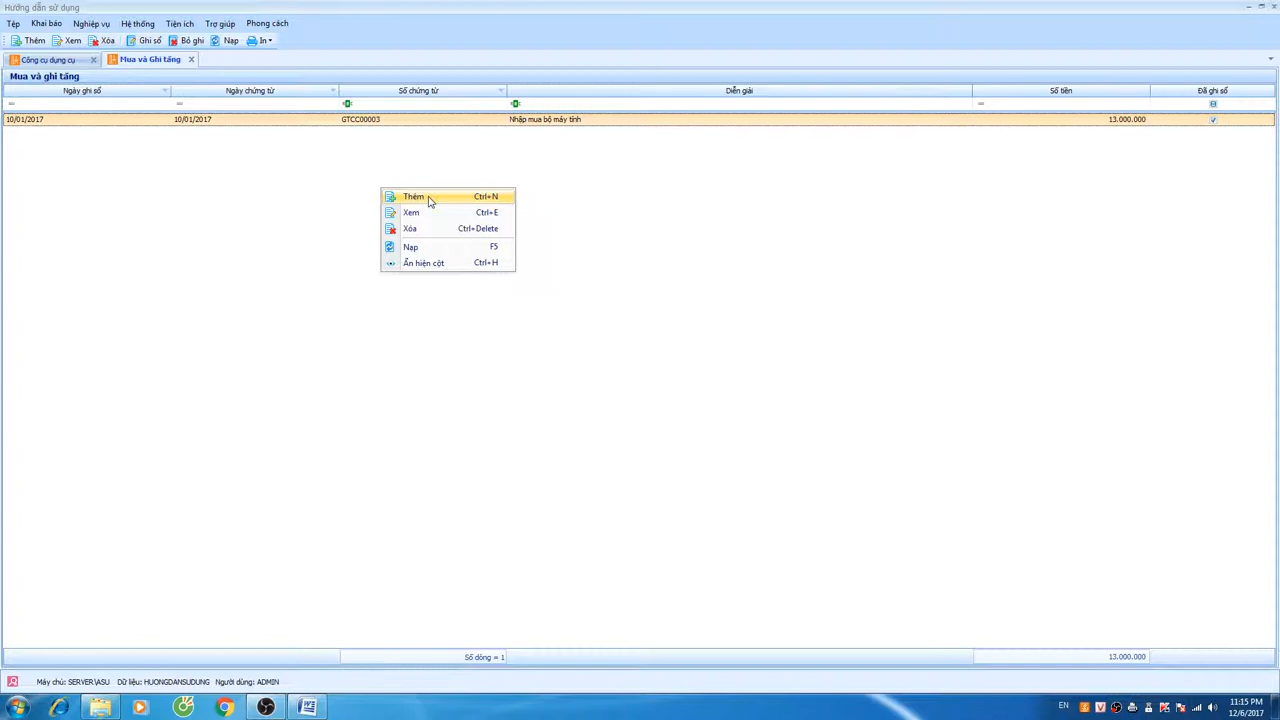 Hướng dẫn sử dụng
Tệp Khai báo Nghiệp vụ Hệ thống Tiện ích Trợ giúp Phong cách
Thêm Xem Xóa Ghi sổ Bỏ ghi Nạp In
Công cụ dụng cụ Mua và Ghi tăng
Mua và ghi tăng
Ngày ghi sổ Ngày chứng từ Số chứng từ Diễn giải Số tiền Đã ghi sổ
= = =
10/01/2017 10/01/2017 GTCC00003 Nhập mua bộ máy tính 13.000.000
Thêm Ctrl+N
Xem Ctrl+E
Xóa Ctrl+Delete
Nạp F5
Ẩn hiện cột Ctrl+H
Số dòng = 1 13.000.000
Máy chủ: SERVER\ASU Dữ liệu: HUONGDANSUDUNG Người dùng: ADMIN
EN 11:15 PM
12/6/2017